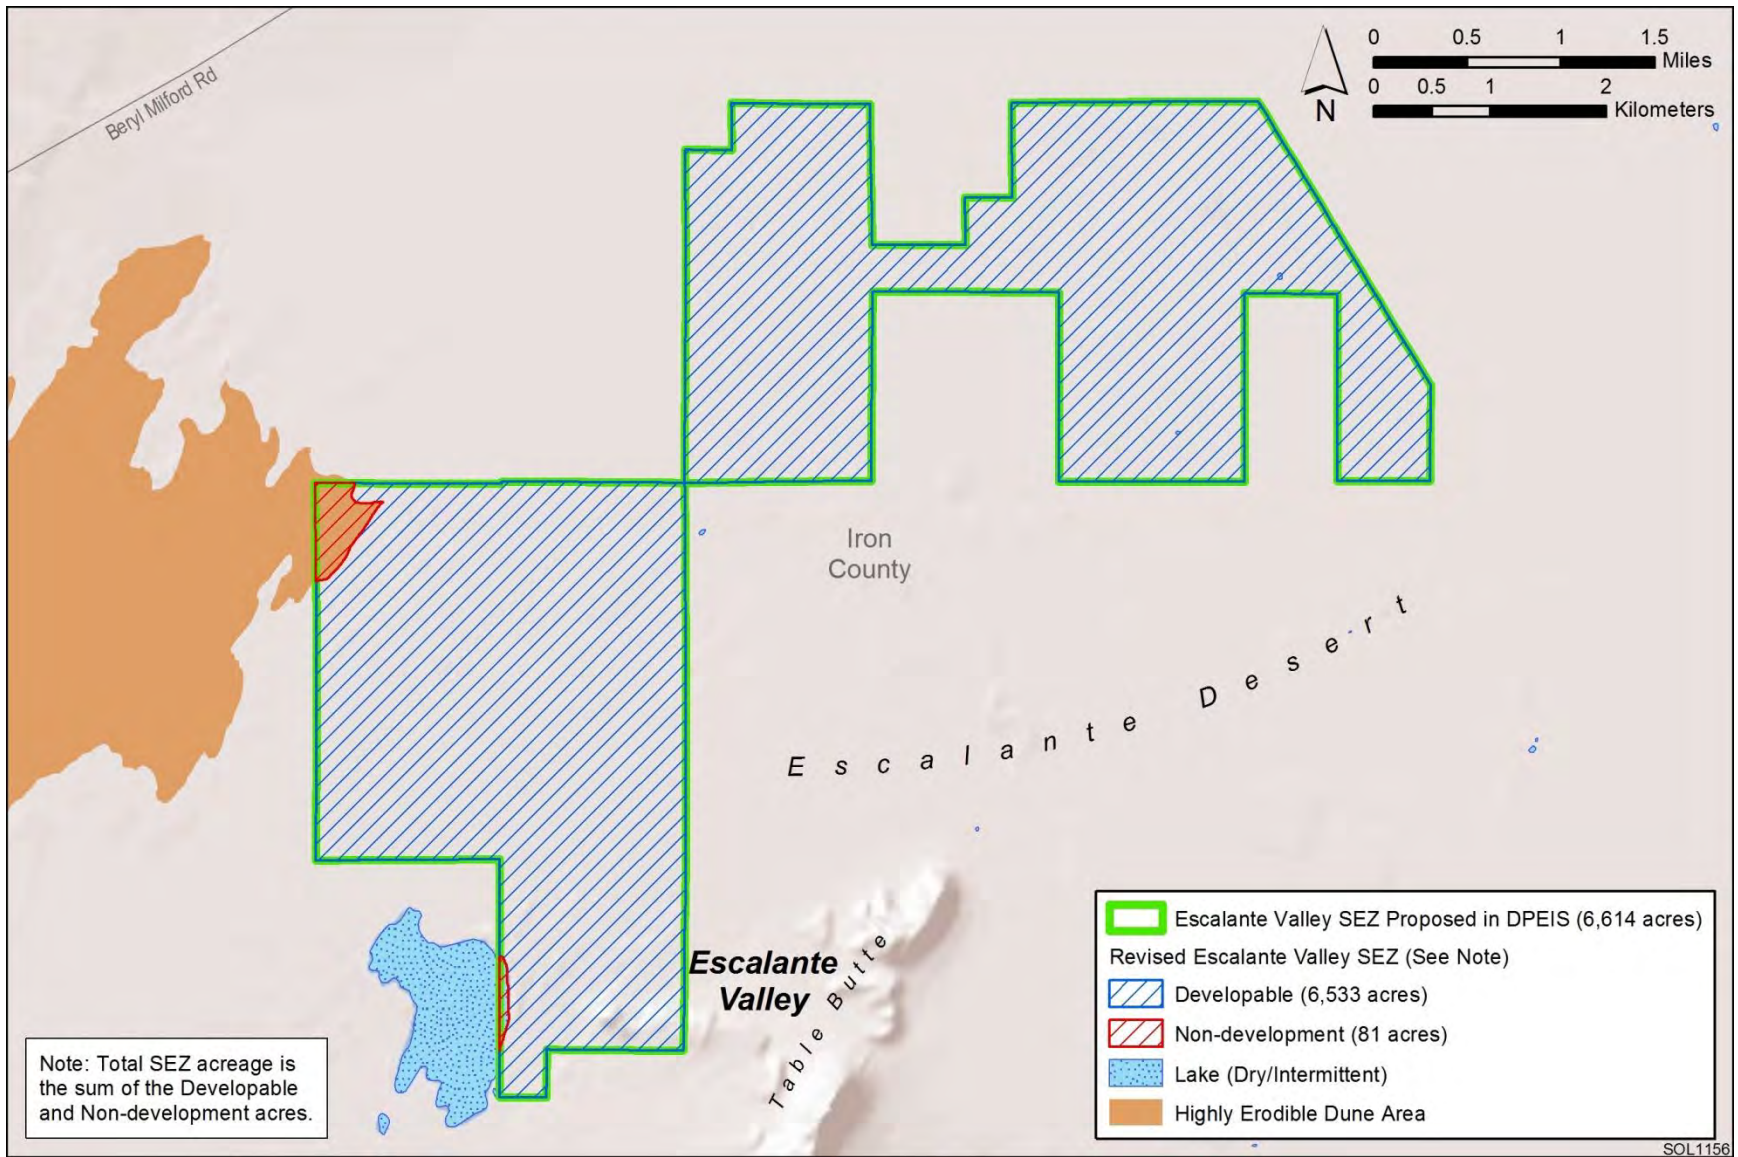 0 0.5 1 1.5
Miles
0 0.5 1 2
Kilometers
N
Beryl Milford Rd
Iron
County
Escalante Desert
Escalante
Valley
Table Butte
Escalante Valley SEZ Proposed in DPEIS (6,614 acres)
Revised Escalante Valley SEZ (See Note)
Developable (6,533 acres)
Non-development (81 acres)
Lake (Dry/Intermittent)
Highly Erodible Dune Area
Note: Total SEZ acreage is
the sum of the Developable
and Non-development acres.
SOL1156